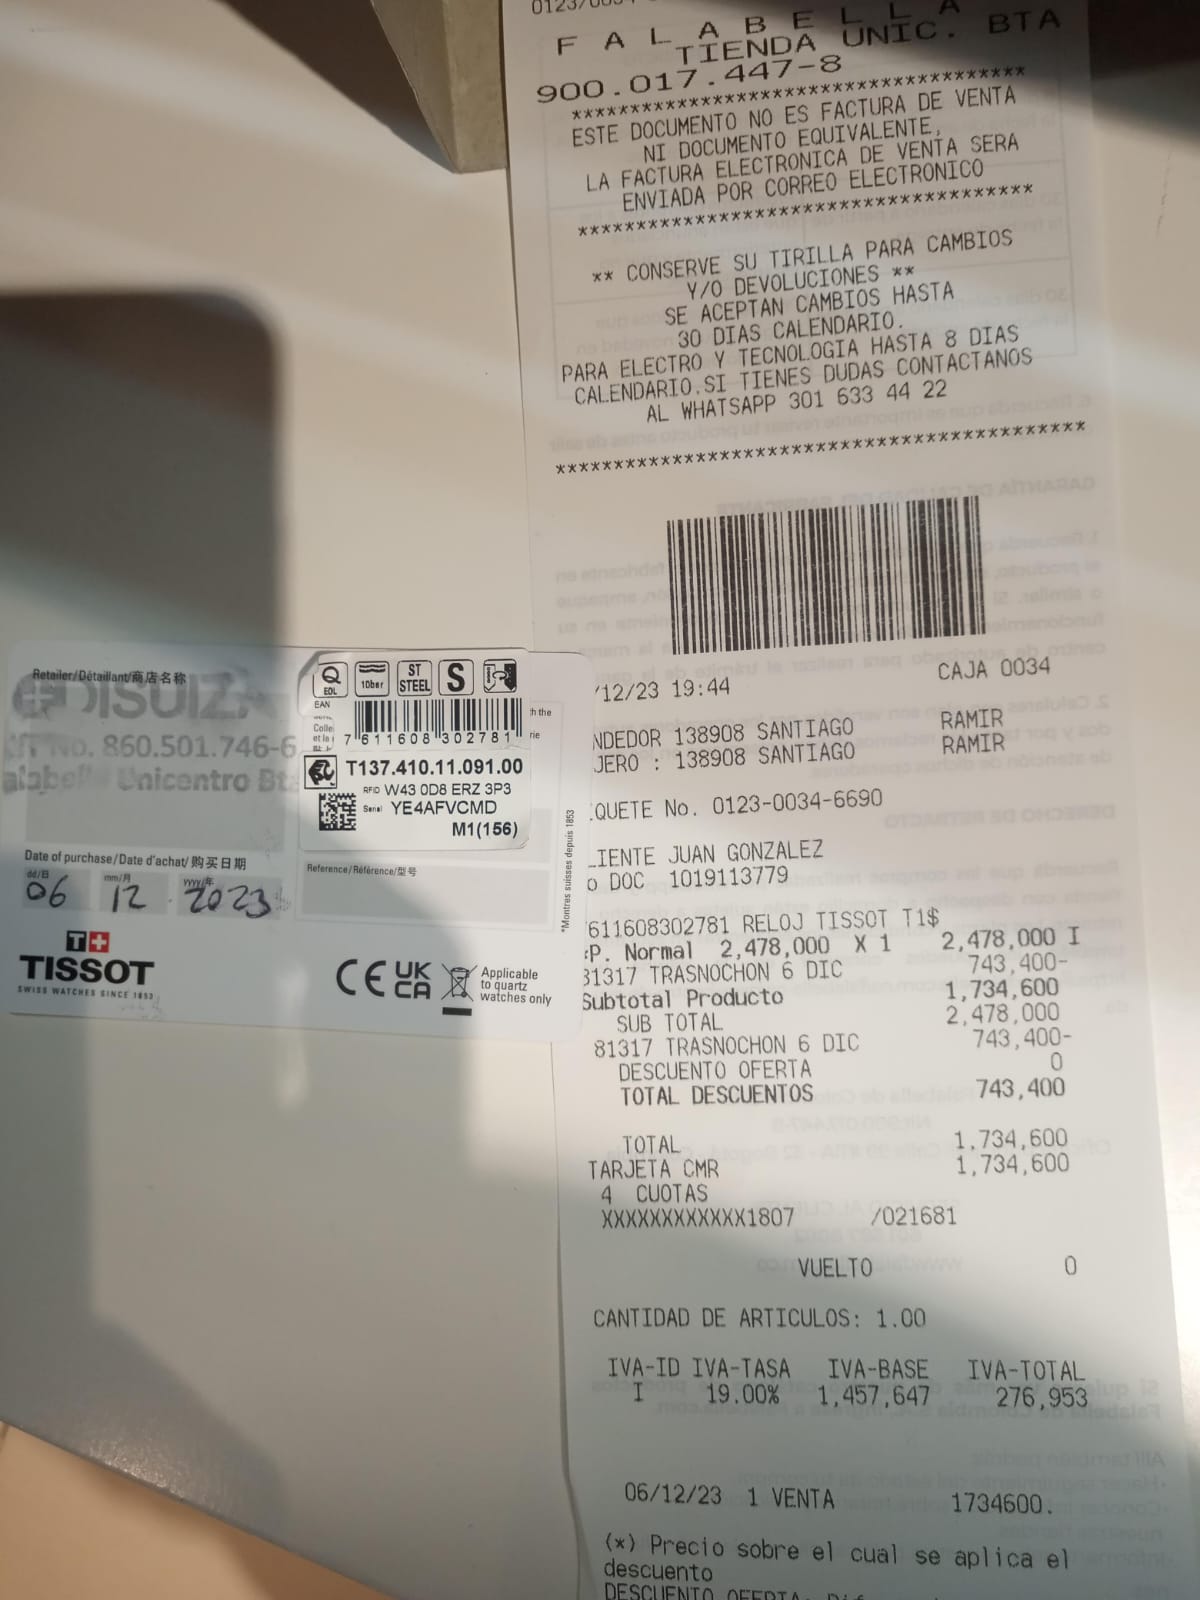 F A L A B E L L A
TIENDA UNIC. BTA
900.017.447-8
************************************
ESTE DOCUMENTO NO ES FACTURA DE VENTA
NI DOCUMENTO EQUIVALENTE,
LA FACTURA ELECTRONICA DE VENTA SERA
ENVIADA POR CORREO ELECTRONICO
************************************
** CONSERVE SU TIRILLA PARA CAMBIOS
Y/O DEVOLUCIONES **
SE ACEPTAN CAMBIOS HASTA
30 DIAS CALENDARIO.
PARA ELECTRO Y TECNOLOGIA HASTA 8 DIAS
CALENDARIO.SI TIENES DUDAS CONTACTANOS
AL WHATSAPP 301 633 44 22
******************************************
/12/23 19:44 CAJA 0034
NDEDOR 138908 SANTIAGO RAMIR
JERO : 138908 SANTIAGO RAMIR
QUETE No. 0123-0034-6690
LIENTE JUAN GONZALEZ
o DOC 1019113779
611608302781 RELOJ TISSOT T1$
P. Normal 2,478,000 X 1 2,478,000 I
81317 TRASNOCHON 6 DIC 743,400-
Subtotal Producto 1,734,600
SUB TOTAL 2,478,000
81317 TRASNOCHON 6 DIC 743,400-
DESCUENTO OFERTA 0
TOTAL DESCUENTOS 743,400
TOTAL 1,734,600
TARJETA CMR 1,734,600
4 CUOTAS
XXXXXXXXXXXX1807 /021681
VUELTO 0
CANTIDAD DE ARTICULOS: 1.00
IVA-ID IVA-TASA IVA-BASE IVA-TOTAL
I 19.00% 1,457,647 276,953
06/12/23 1 VENTA 1734600.
(*) Precio sobre el cual se aplica el
descuento
DESCUENTO OFERTA:
Retailer/Détaillant/商店名称
DISUIZA
No. 860.501.746-6
alabella Unicentro Bta
Q
EOL
10bar
ST
STEEL
S
EAN
7 611608 302781
T137.410.11.091.00
RFID W43 0D8 ERZ 3P3
Serial YE4AFVCMD
M1(156)
Date of purchase/Date d'achat/购买日期
dd/日 mm/月 yyyy/年
06 12 2023
Reference/Référence/型号
*Montres suisses depuis 1853
T+
TISSOT
SWISS WATCHES SINCE 1853
CE UK CA
Applicable
to quartz
watches only